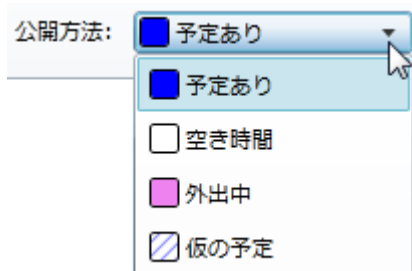 公開方法: 予定あり
予定あり
空き時間
外出中
仮の予定